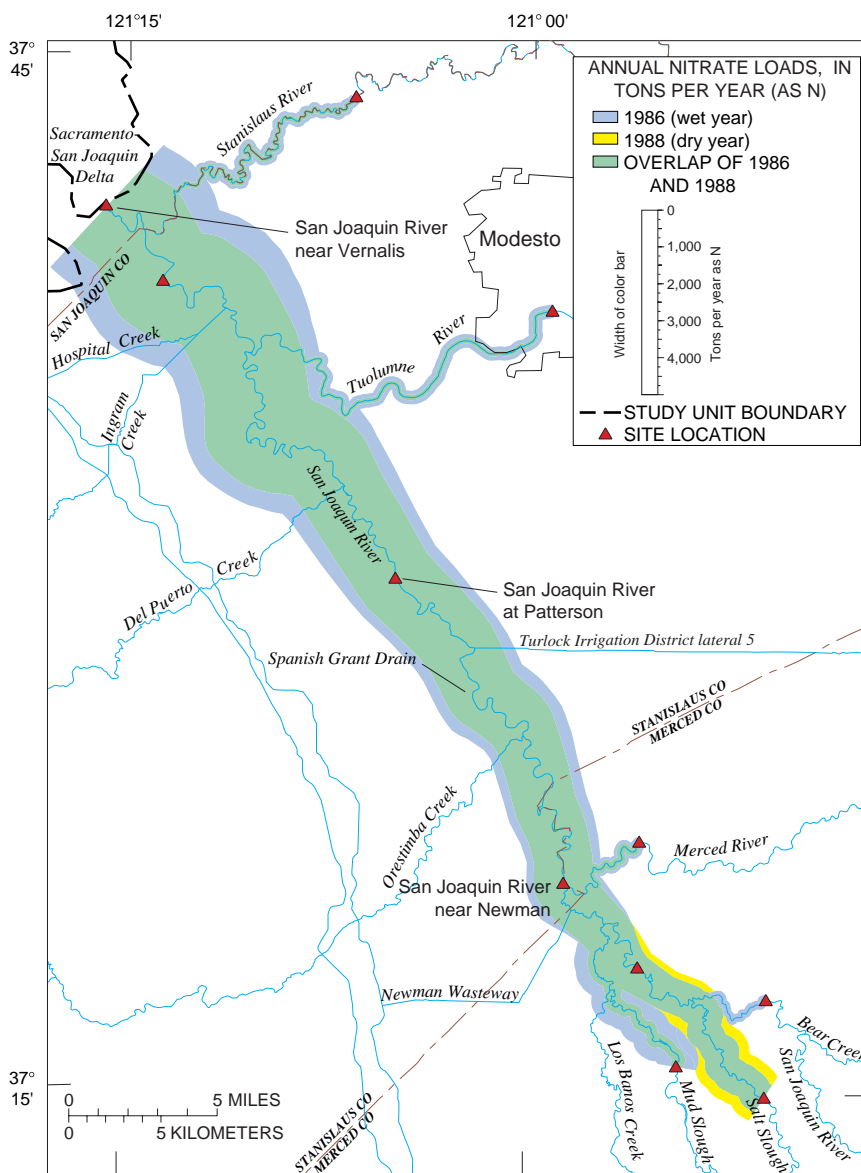 121° 15'
121° 00'
37°
45'
ANNUAL NITRATE LOADS, IN
TONS PER YEAR (AS N)
1986 (wet year)
1988 (dry year)
OVERLAP OF 1986
AND 1988
0
1,000
2,000
3,000
4,000
Width of color bar
Tons per year as N
STUDY UNIT BOUNDARY
SITE LOCATION
Stanislaus River
Sacramento-
San Joaquin
Delta
San Joaquin River
near Vernalis
Modesto
SAN JOAQUIN CO
Hospital Creek
Tuolumne River
Ingram
Creek
San Joaquin River
Del Puerto Creek
San Joaquin River
at Patterson
Turlock Irrigation District lateral 5
Spanish Grant Drain
STANISLAUS CO
MERCED CO
Orestimba Creek
Merced River
San Joaquin River
near Newman
Newman Wasteway
Bear Creek
Los Banos Creek
Mud Slough
Salt Slough
San Joaquin River
37°
15'
0 5 MILES
0 5 KILOMETERS
STANISLAUS CO
MERCED CO